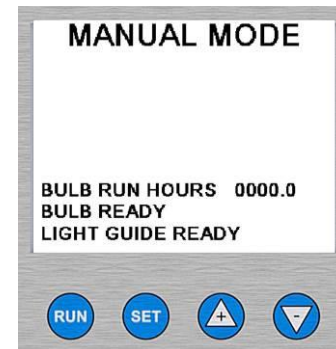 MANUAL MODE
BULB RUN HOURS 0000.0
BULB READY
LIGHT GUIDE READY
RUN SET + -